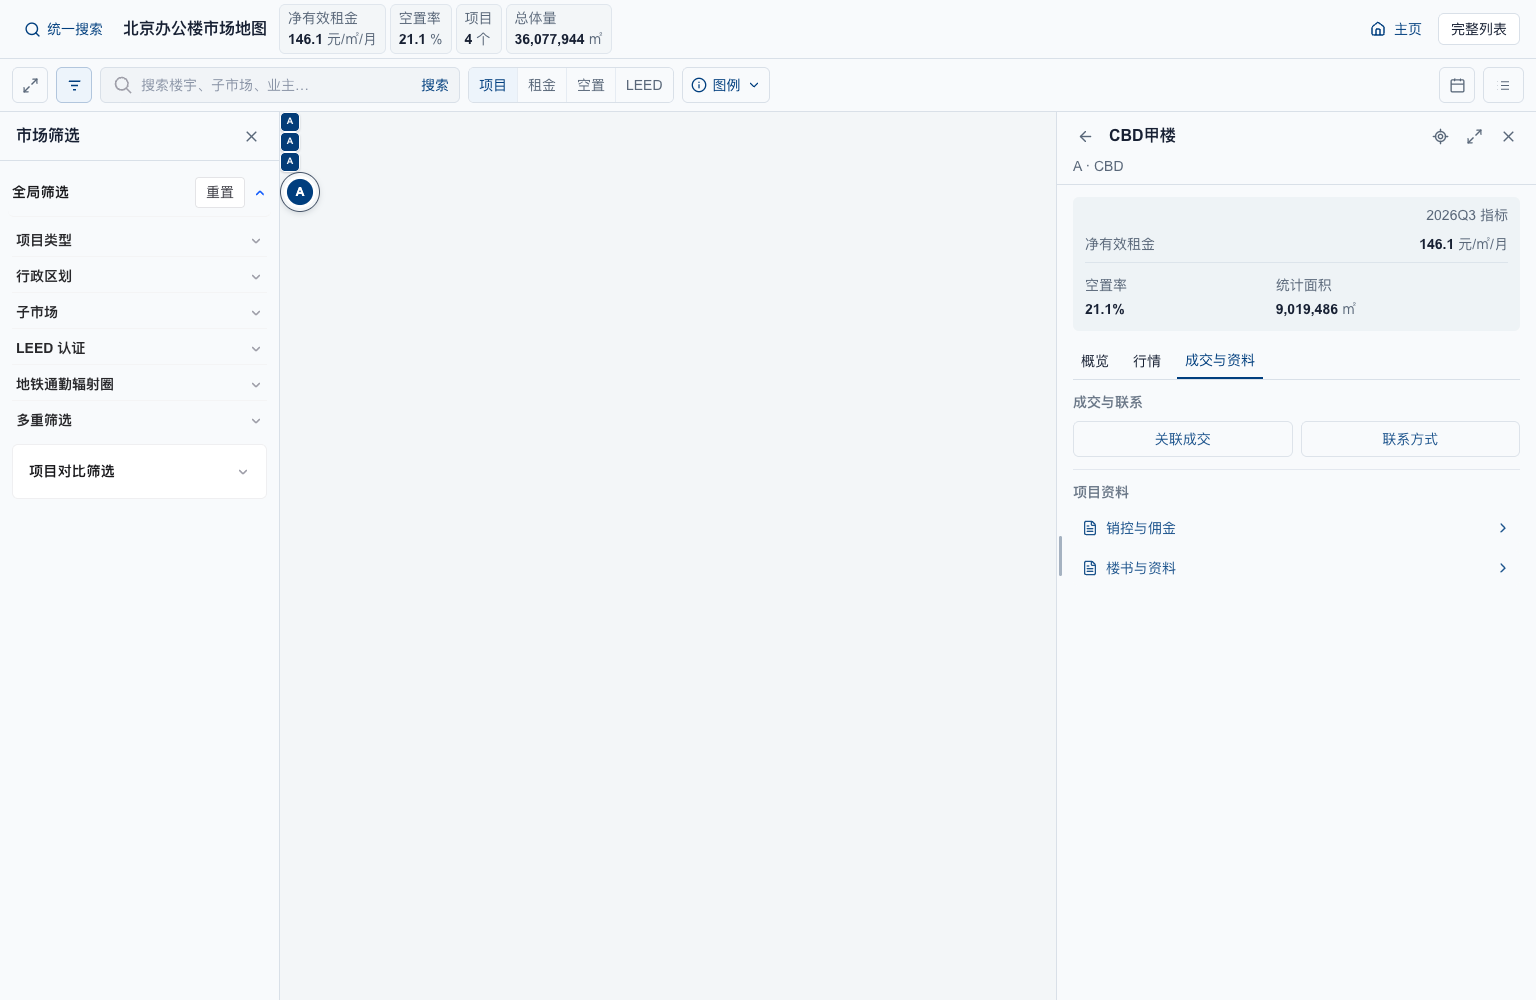 统一搜索
北京办公楼市场地图
净有效租金
146.1 元/㎡/月
空置率
21.1 %
项目
4 个
总体量
36,077,944 ㎡
主页
完整列表
搜索楼宇、子市场、业主...
搜索
项目
租金
空置
LEED
图例
市场筛选
全局筛选
重置
项目类型
行政区划
子市场
LEED 认证
地铁通勤辐射圈
多重筛选
项目对比筛选
A
A
A
A
CBD甲楼
A · CBD
2026Q3 指标
净有效租金
146.1 元/㎡/月
空置率
统计面积
21.1%
9,019,486 ㎡
概览
行情
成交与资料
成交与联系
关联成交
联系方式
项目资料
销控与佣金
楼书与资料